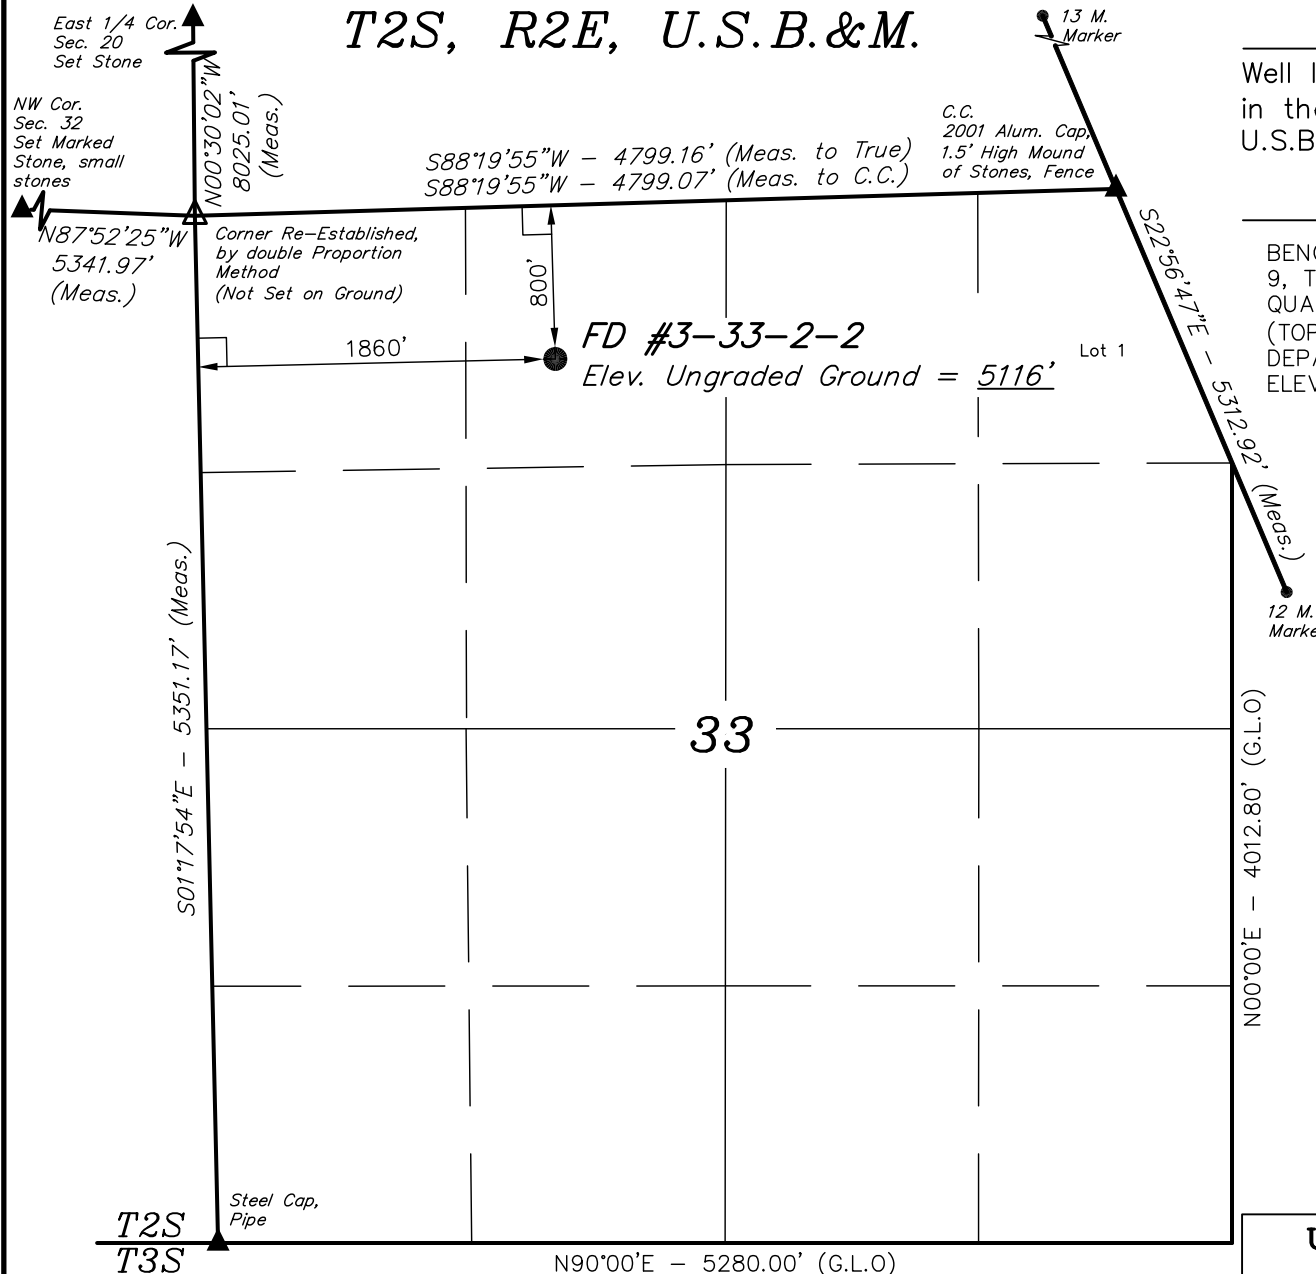 T2S, R2E, U.S.B.&M.
East 1/4 Cor.
Sec. 20
Set Stone
13 M.
Marker
Well
in the
U.S.B
NW Cor.
Sec. 32
Set Marked
Stone, small
stones
N00°30'02"W
8025.01'
(Meas.)
C.C.
2001 Alum. Cap,
1.5' High Mound
of Stones, Fence
S88°19'55"W – 4799.16' (Meas. to True)
S88°19'55"W – 4799.07' (Meas. to C.C.)
N87°52'25"W
5341.97'
(Meas.)
Corner Re–Established,
by double Proportion
Method
(Not Set on Ground)
800'
1860'
FD #3–33–2–2
Elev. Ungraded Ground = 5116'
Lot 1
S22°56'47"E – 5312.92' (Meas.)
9, T
QUA
(TOP
DEPA
ELEV
12 M.
Marke
S01°17'54"E – 5351.17' (Meas.)
33
N00°00'E – 4012.80' (G.L.O)
Steel Cap,
Pipe
T2S
T3S
N90°00'E – 5280.00' (G.L.O)